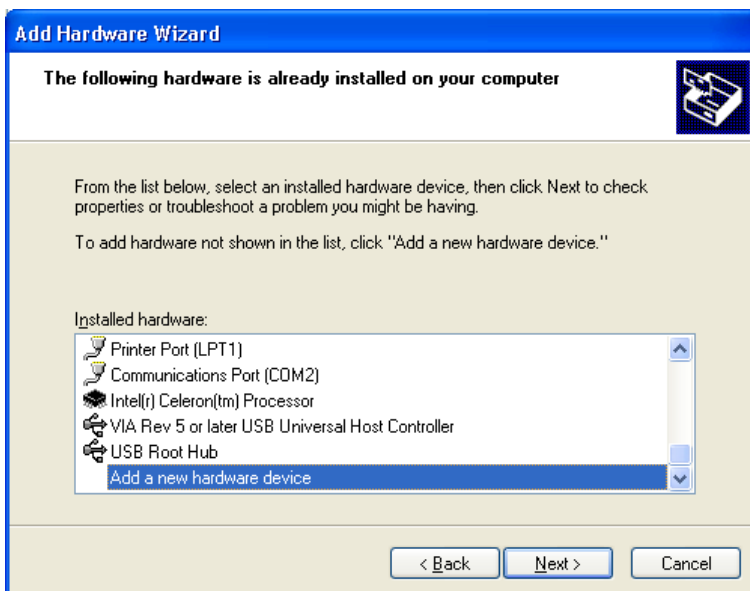 Add Hardware Wizard
The following hardware is already installed on your computer
From the list below, select an installed hardware device, then click Next to check
properties or troubleshoot a problem you might be having.
To add hardware not shown in the list, click "Add a new hardware device."
Installed hardware:
Printer Port (LPT1)
Communications Port (COM2)
Intel(r) Celeron(tm) Processor
VIA Rev 5 or later USB Universal Host Controller
USB Root Hub
Add a new hardware device
< Back Next > Cancel